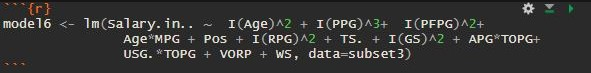 ```{r}
model6 <- lm(Salary.in.. ~ I(Age)^2 + I(PPG)^3+ I(PFPG)^2+
Age*MPG + Pos + I(RPG)^2 + TS. + I(GS)^2 + APG*TOPG+
USG.*TOPG + VORP + WS, data=subset3)
```